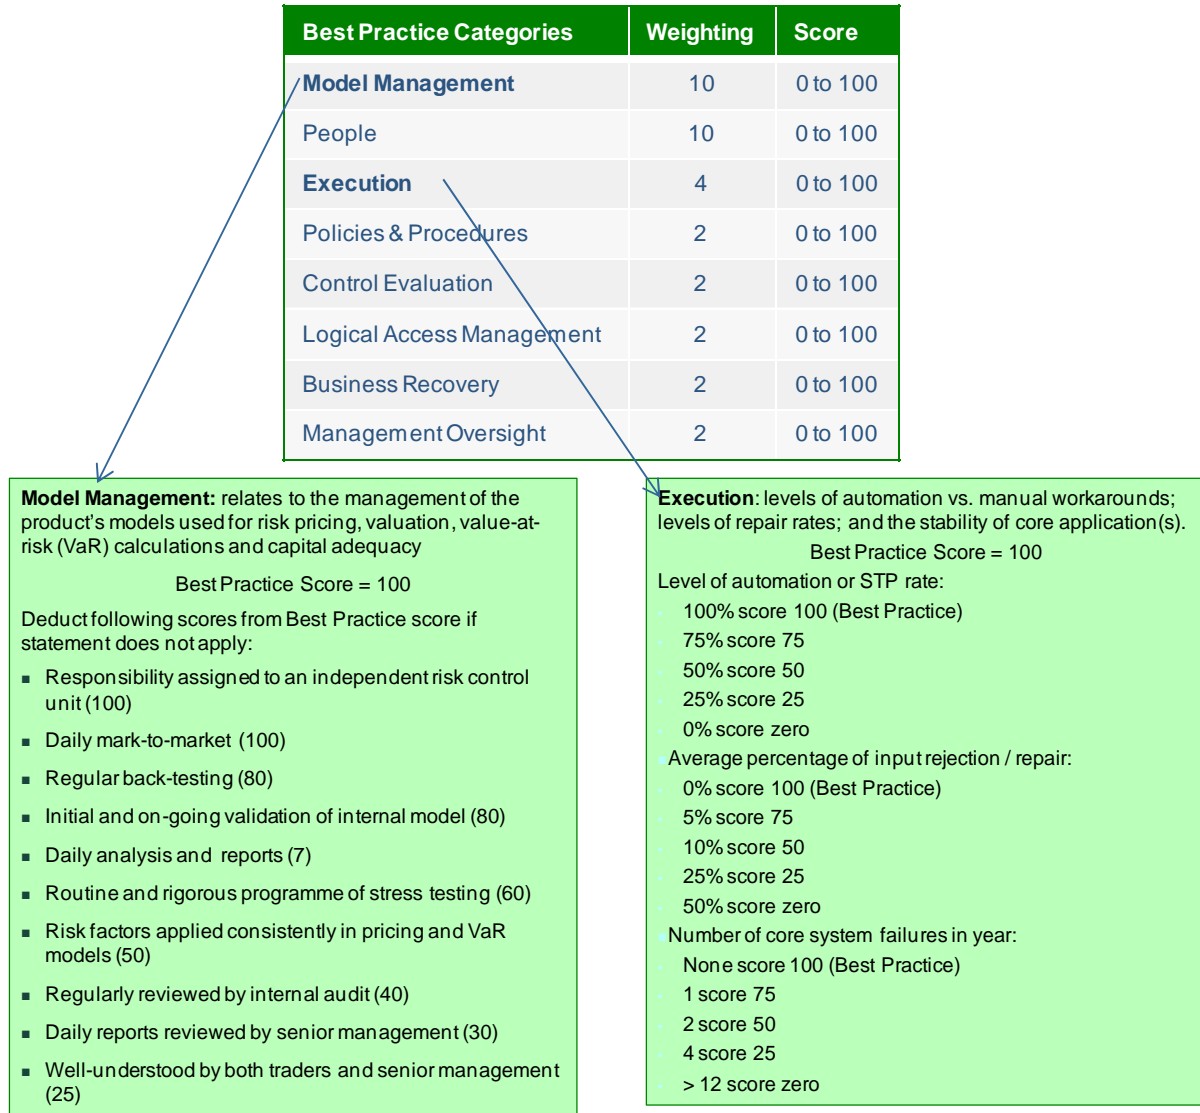 Best Practice Categories Weighting Score
Model Management 10 0 to 100
People 10 0 to 100
Execution 4 0 to 100
Policies & Procedures 2 0 to 100
Control Evaluation 2 0 to 100
Logical Access Management 2 0 to 100
Business Recovery 2 0 to 100
Management Oversight 2 0 to 100
Model Management: relates to the management of the
product's models used for risk pricing, valuation, value-at-
risk (VaR) calculations and capital adequacy
Best Practice Score = 100
Deduct following scores from Best Practice score if
statement does not apply:
■ Responsibility assigned to an independent risk control
unit (100)
■ Daily mark-to-market (100)
■ Regular back-testing (80)
■ Initial and on-going validation of internal model (80)
■ Daily analysis and reports (7)
■ Routine and rigorous programme of stress testing (60)
■ Risk factors applied consistently in pricing and VaR
models (50)
■ Regularly reviewed by internal audit (40)
■ Daily reports reviewed by senior management (30)
■ Well-understood by both traders and senior management
(25)
Execution: levels of automation vs. manual workarounds;
levels of repair rates; and the stability of core application(s).
Best Practice Score = 100
Level of automation or STP rate:
100% score 100 (Best Practice)
75% score 75
50% score 50
25% score 25
0% score zero
Average percentage of input rejection / repair:
0% score 100 (Best Practice)
5% score 75
10% score 50
25% score 25
50% score zero
Number of core system failures in year:
None score 100 (Best Practice)
1 score 75
2 score 50
4 score 25
> 12 score zero